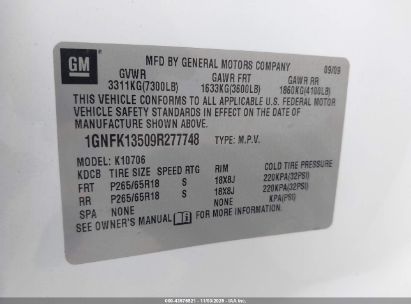 GM
MFD BY GENERAL MOTORS COMPANY
09/09
GVWR GAWR FRT GAWR RR
3311KG(7300LB) 1633KG(3600LB) 1860KG(4100LB)
THIS VEHICLE CONFORMS TO ALL APPLICABLE U.S. FEDERAL MOTOR
VEHICLE SAFETY STANDARDS IN EFFECT ON THE DATE OF
MANUFACTURE SHOWN ABOVE.
1GNFK13509R277748 TYPE: M.P.V.
MODEL: K10706
KDCB TIRE SIZE SPEED RTG RIM COLD TIRE PRESSURE
FRT P265/65R18 S 18X8J 220KPA(32PSI)
RR P265/65R18 S 18X8J 220KPA(32PSI)
SPA NONE NONE KPA(PSI)
SEE OWNER'S MANUAL FOR MORE INFORMATION.